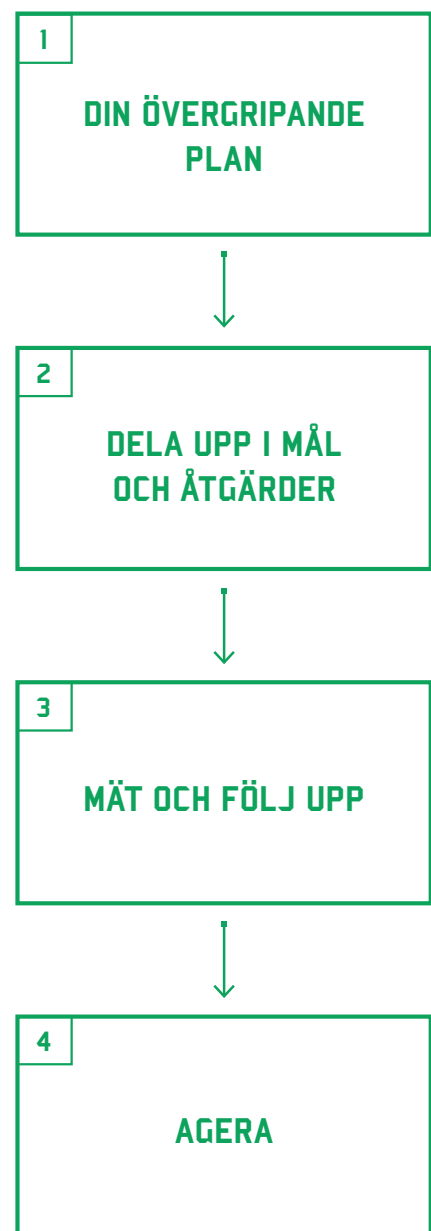 1
DIN ÖVERGRIPANDE
PLAN
2
DELA UPP I MÅL
OCH ÅTGÄRDER
3
MÄT OCH FÖLJ UPP
4
AGERA